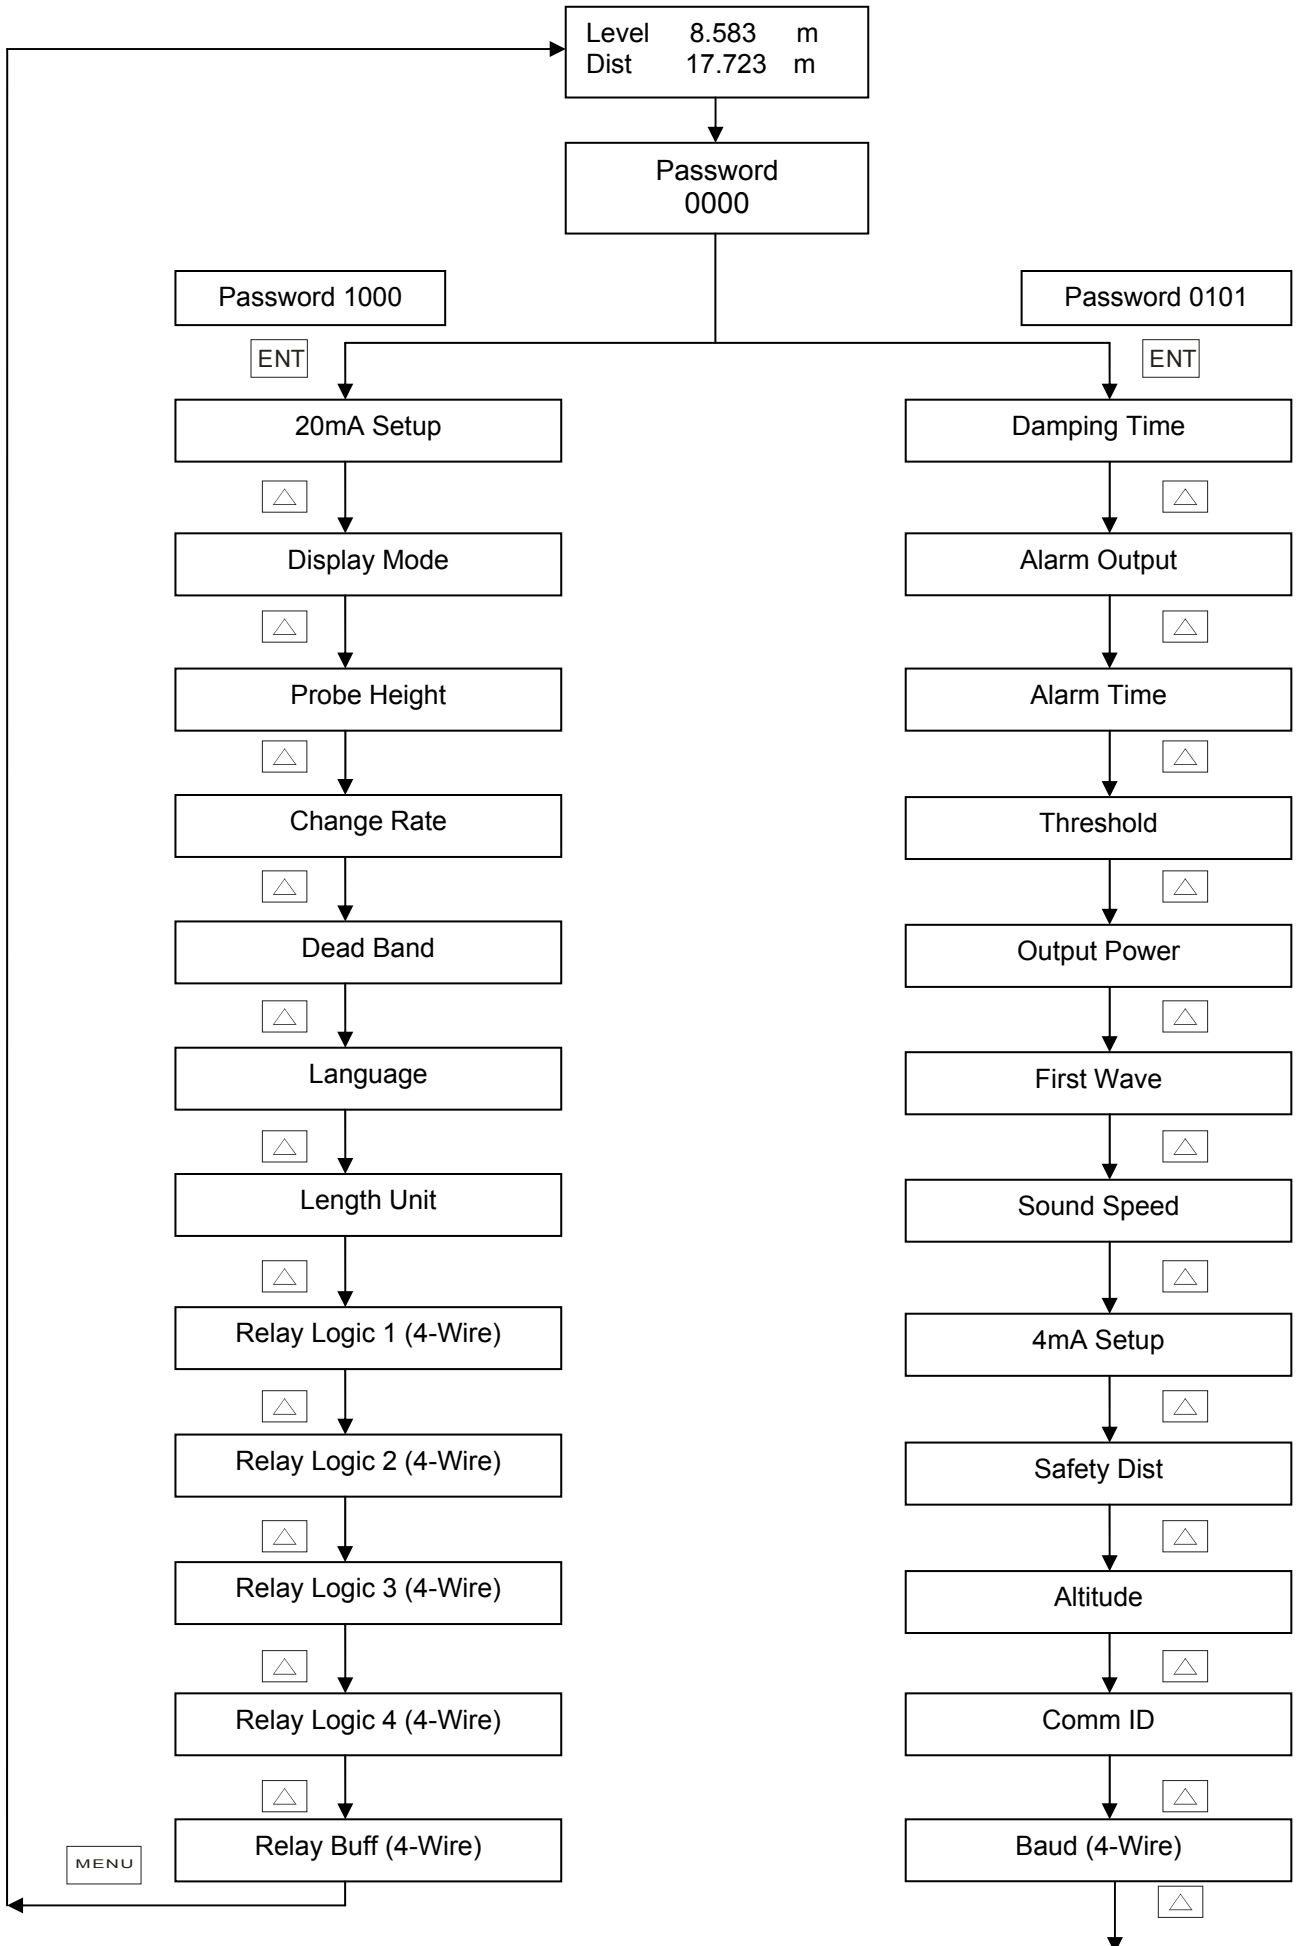 Level 8.583 m
Dist 17.723 m
Password
0000
Password 1000
Password 0101
ENT
ENT
20mA Setup
Damping Time
Display Mode
Alarm Output
Probe Height
Alarm Time
Change Rate
Threshold
Dead Band
Output Power
Language
First Wave
Length Unit
Sound Speed
Relay Logic 1 (4-Wire)
4mA Setup
Relay Logic 2 (4-Wire)
Safety Dist
Relay Logic 3 (4-Wire)
Altitude
Relay Logic 4 (4-Wire)
Comm ID
Relay Buff (4-Wire)
Baud (4-Wire)
MENU